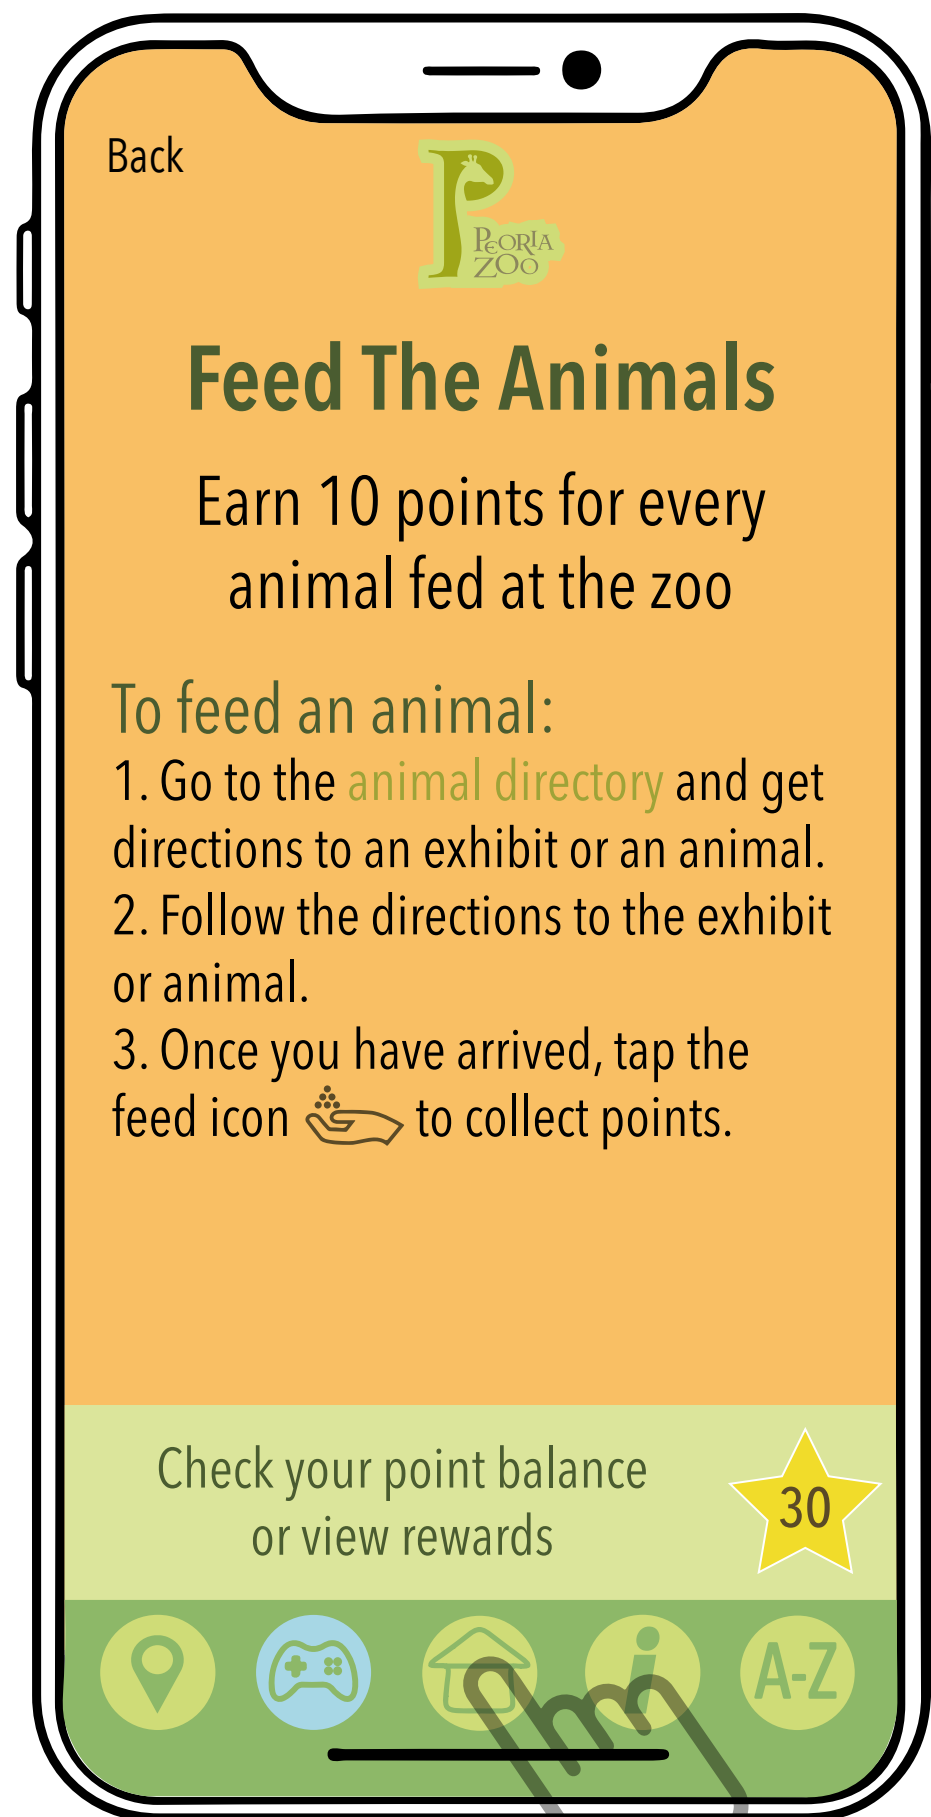 Back
PEORIA
ZOO
Feed The Animals
Earn 10 points for every
animal fed at the zoo
To feed an animal:
1. Go to the animal directory and get
directions to an exhibit or an animal.
2. Follow the directions to the exhibit
or animal.
3. Once you have arrived, tap the
feed icon to collect points.
Check your point balance
or view rewards
30
i
A-Z